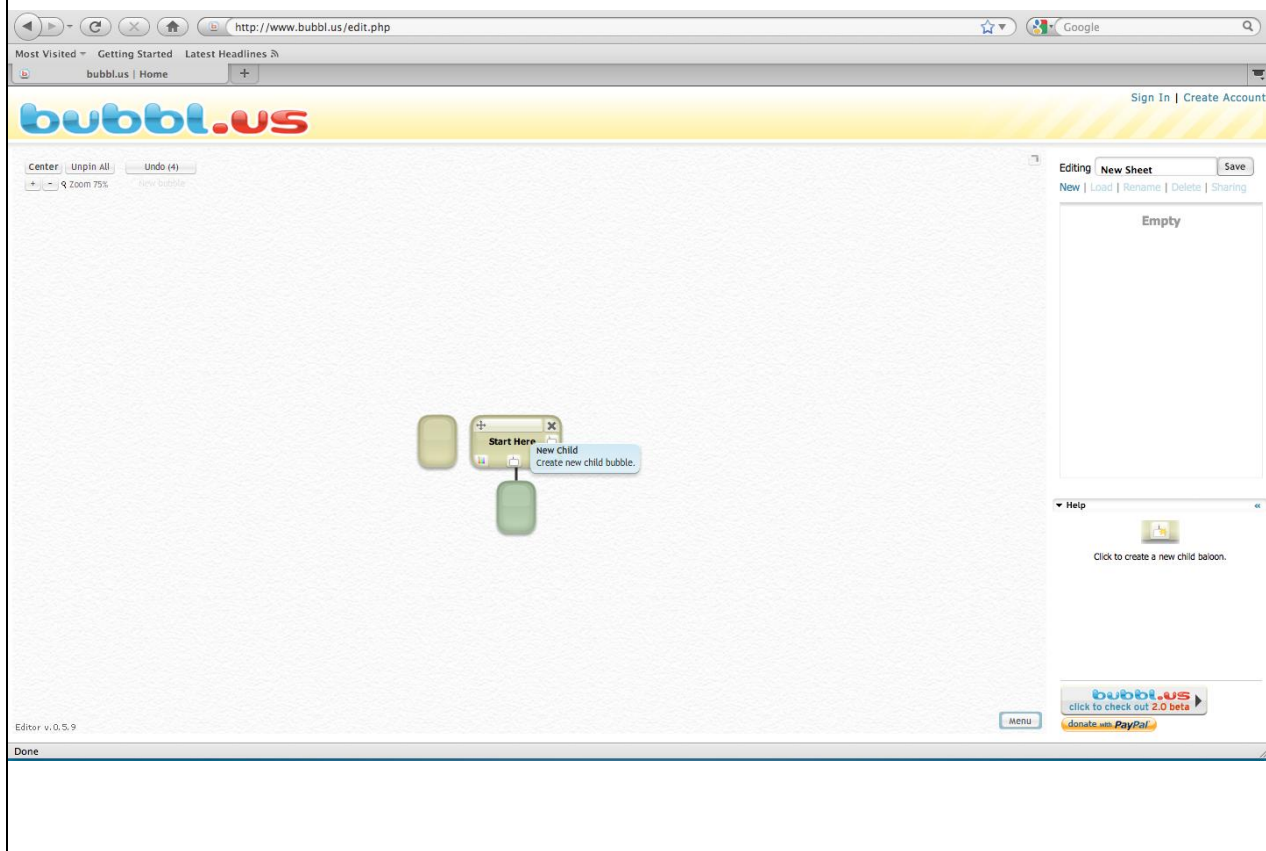 http://www.bubbl.us/edit.php
Google
Most Visited
Getting Started
Latest Headlines
bubbl.us | Home
+
Sign In | Create Account
bubbl.us
Center
Unpin All
Undo (4)
+ - Zoom 75%
New bubble
Editing
New Sheet
Save
New | Load | Rename | Delete | Sharing
Empty
Start Here
New Child
Create new child bubble.
Help
Click to create a new child baloon.
bubbl.us
click to check out 2.0 beta
donate with PayPal
Menu
Editor v.0.5.9
Done